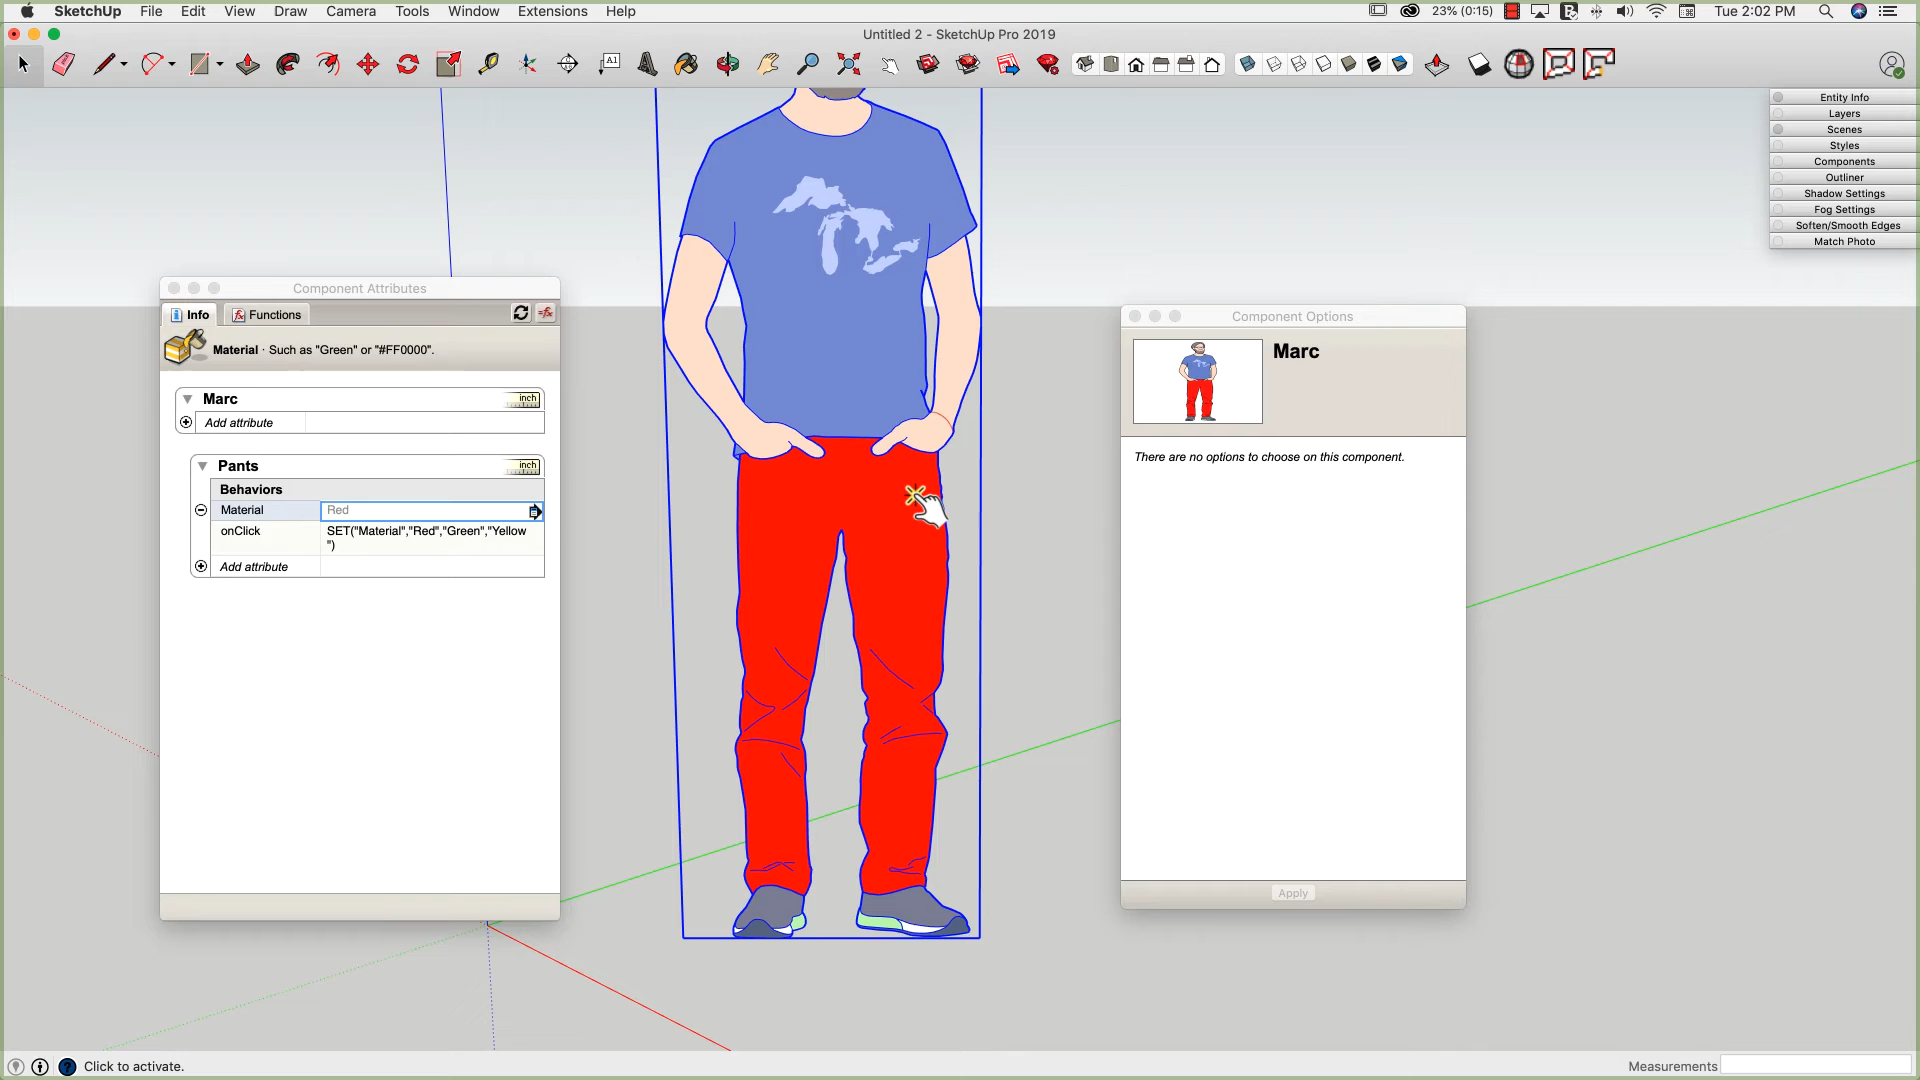 SketchUp File Edit View Draw Camera Tools Window Extensions Help 23% (0:15) Tue 2:02 PM
Untitled 2 - SketchUp Pro 2019
A1
Entity Info
Layers
Scenes
Styles
Components
Outliner
Shadow Settings
Fog Settings
Soften/Smooth Edges
Match Photo
Component Attributes
Info Functions
Material · Such as "Green" or "#FF0000".
Marc inch
Add attribute
Pants inch
Behaviors
Material Red
onClick SET("Material","Red","Green","Yellow
")
Add attribute
Component Options
Marc
There are no options to choose on this component.
Apply
Click to activate.
Measurements